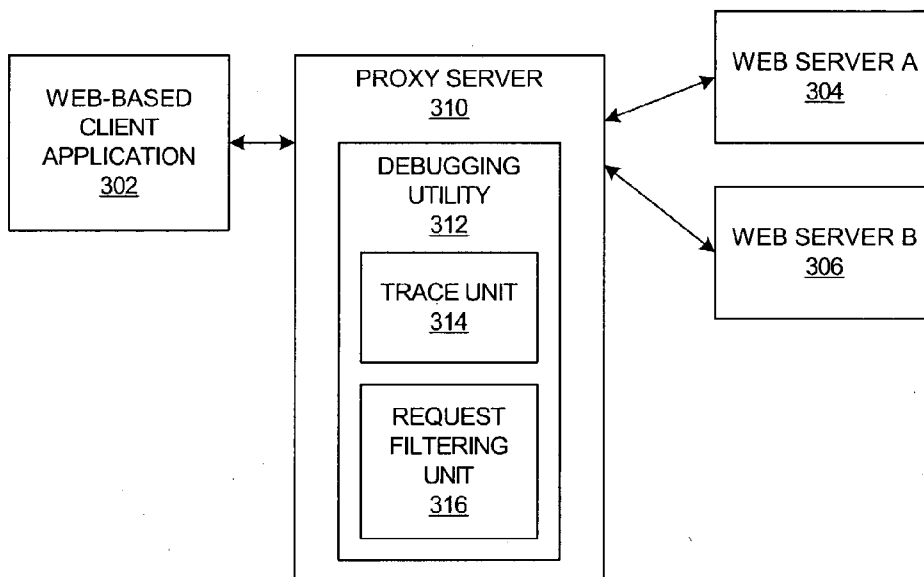 WEB-BASED
CLIENT
APPLICATION
302
PROXY SERVER
310
DEBUGGING
UTILITY
312
TRACE UNIT
314
REQUEST
FILTERING
UNIT
316
WEB SERVER A
304
WEB SERVER B
306